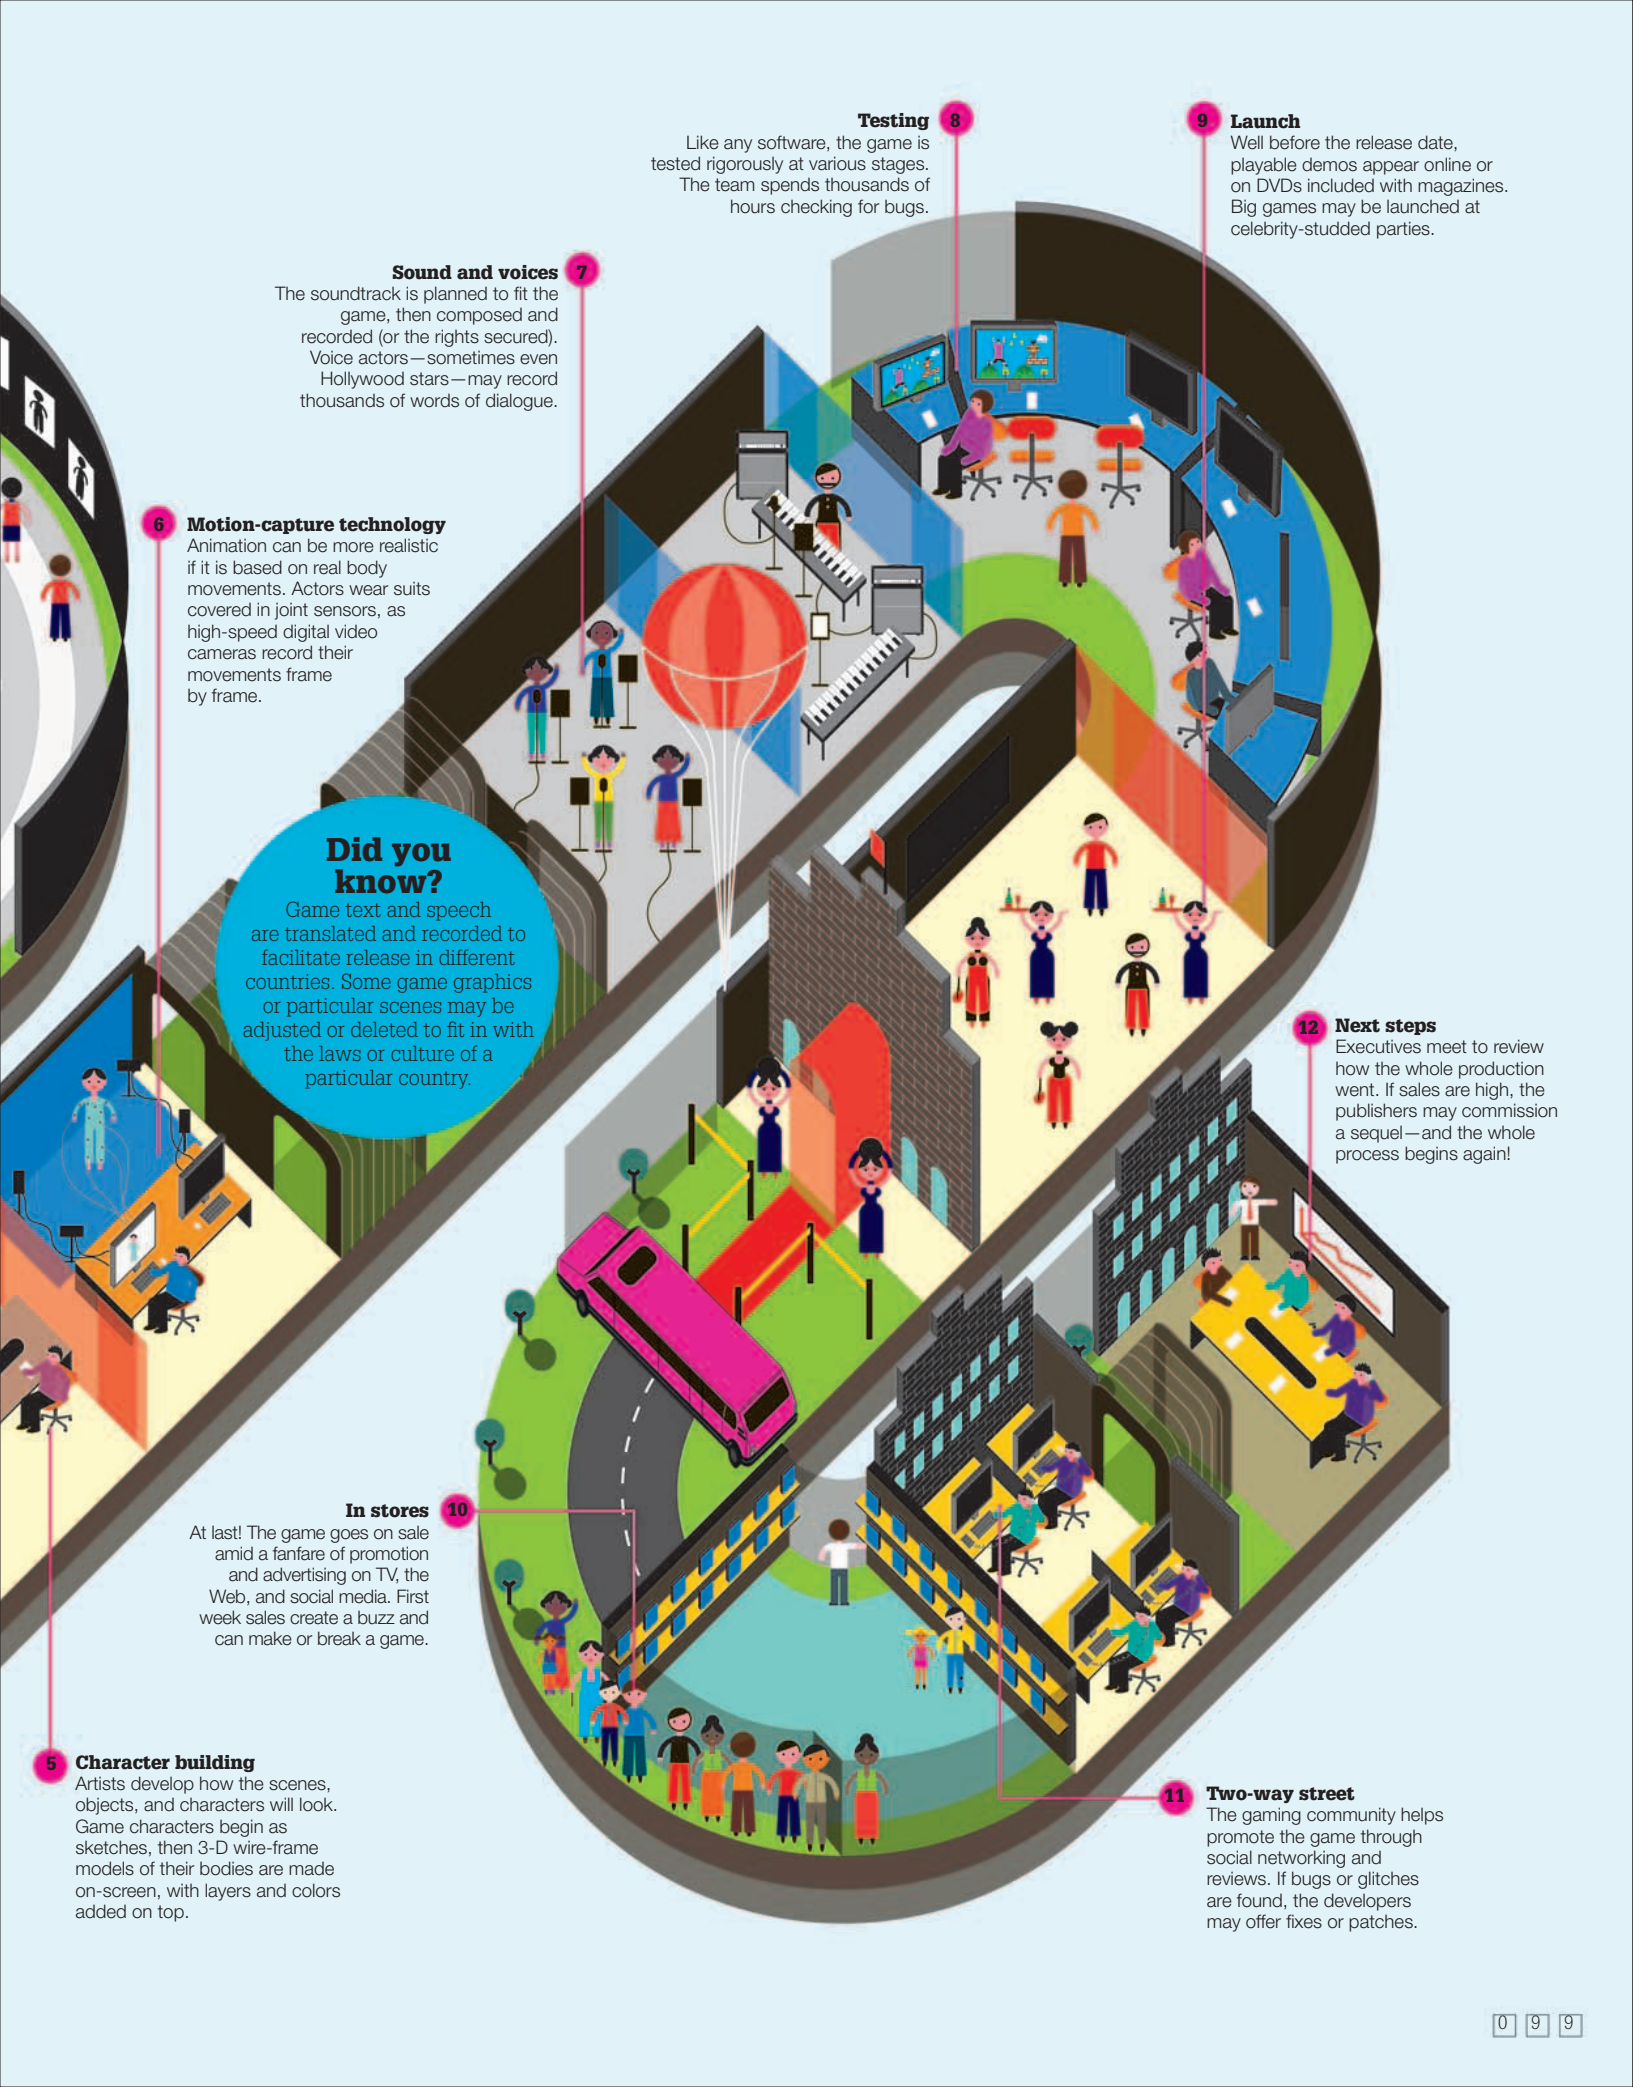 Testing 8
Like any software, the game is
tested rigorously at various stages.
The team spends thousands of
hours checking for bugs.
9 Launch
Well before the release date,
playable demos appear online or
on DVDs included with magazines.
Big games may be launched at
celebrity-studded parties.
Sound and voices 7
The soundtrack is planned to fit the
game, then composed and
recorded (or the rights secured).
Voice actors—sometimes even
Hollywood stars—may record
thousands of words of dialogue.
6 Motion-capture technology
Animation can be more realistic
if it is based on real body
movements. Actors wear suits
covered in joint sensors, as
high-speed digital video
cameras record their
movements frame
by frame.
Did you
know?
Game text and speech
are translated and recorded to
facilitate release in different
countries. Some game graphics
or particular scenes may be
adjusted or deleted to fit in with
the laws or culture of a
particular country.
12 Next steps
Executives meet to review
how the whole production
went. If sales are high, the
publishers may commission
a sequel—and the whole
process begins again!
In stores 10
At last! The game goes on sale
amid a fanfare of promotion
and advertising on TV, the
Web, and social media. First
week sales create a buzz and
can make or break a game.
5 Character building
Artists develop how the scenes,
objects, and characters will look.
Game characters begin as
sketches, then 3-D wire-frame
models of their bodies are made
on-screen, with layers and colors
added on top.
11 Two-way street
The gaming community helps
promote the game through
social networking and
reviews. If bugs or glitches
are found, the developers
may offer fixes or patches.
0 9 9